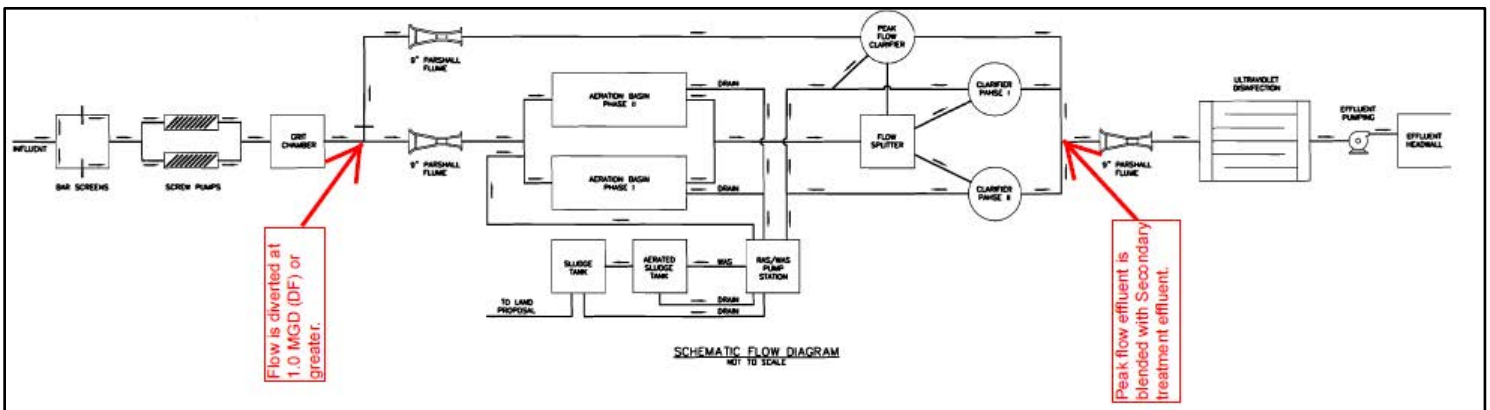 PEAK
FLOW
CLARIFIER
9" PARSHALL
FLUME
DRAIN
AERATION BASIN
PHASE II
CLARIFIER
PAHSE I
ULTRAVIOLET
DISINFECTION
EFFLUENT
PUMPING
INFLUENT
GRIT
CHAMBER
FLOW
SPLITTER
EFFLUENT
HEADWALL
BAR SCREENS
SCREW PUMPS
9" PARSHALL
FLUME
AERATION BASIN
PHASE I
DRAIN
CLARIFIER
PAHSE II
9" PARSHALL
FLUME
SLUDGE
TANK
AERATED
SLUDGE
TANK
WAS
RAS/WAS
PUMP
STATION
TO LAND
PROPOSAL
DRAIN
DRAIN
SCHEMATIC FLOW DIAGRAM
NOT TO SCALE
Flow is diverted at
1.0 MGD (DF) or
greater.
Peak flow effluent is
blended with Secondary
treatment effluent.